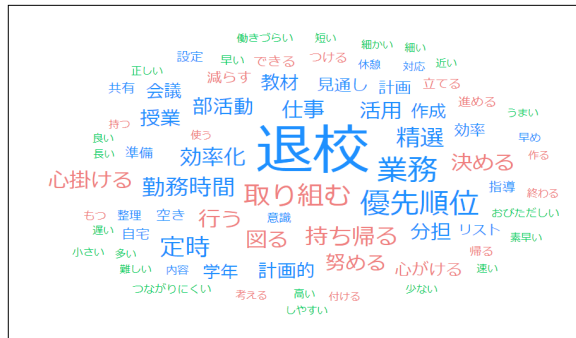 働きづらい 短い 細かい 細い
設定 早い できる つける 休憩 対応 近い
正しい 減らす 教材 見通し 計画 立てる
共有 会議 部活動 仕事 活用 作成 進める うまい
持つ 授業 使う 退校 精選 効率 早め
良い
長い 準備 効率化 業務 決める 作る
心掛ける 勤務時間 取り組む 優先順位 指導 終わる
もつ 整理 空き 行う 意識 おびただしい
遅い 自宅 図る 持ち帰る 分担 リスト 素早い
小さい 多い 定時 努める 帰る
難しい 内容 学年 計画的 心がける 速い
つながりにくい 考える 高い 付ける 少ない
しやすい